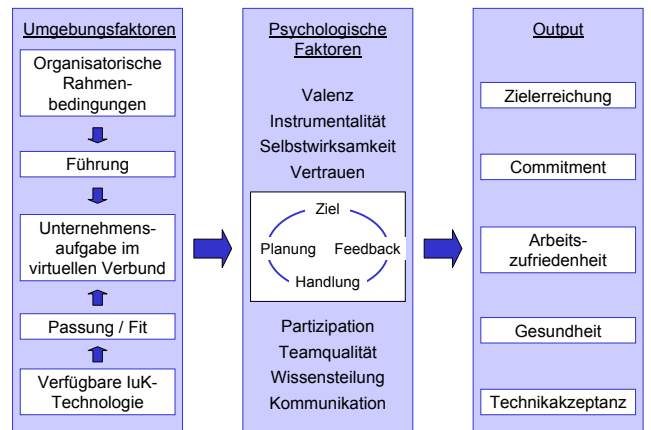 Umgebungsfaktoren
Organisatorische
Rahmen-
bedingungen
Führung
Unternehmens-
aufgabe im
virtuellen Verbund
Passung / Fit
Verfügbare IuK-
Technologie
Psychologische
Faktoren
Valenz
Instrumentalität
Selbstwirksamkeit
Vertrauen
Ziel
Planung Feedback
Handlung
Partizipation
Teamqualität
Wissensteilung
Kommunikation
Output
Zielerreichung
Commitment
Arbeits-
zufriedenheit
Gesundheit
Technikakzeptanz